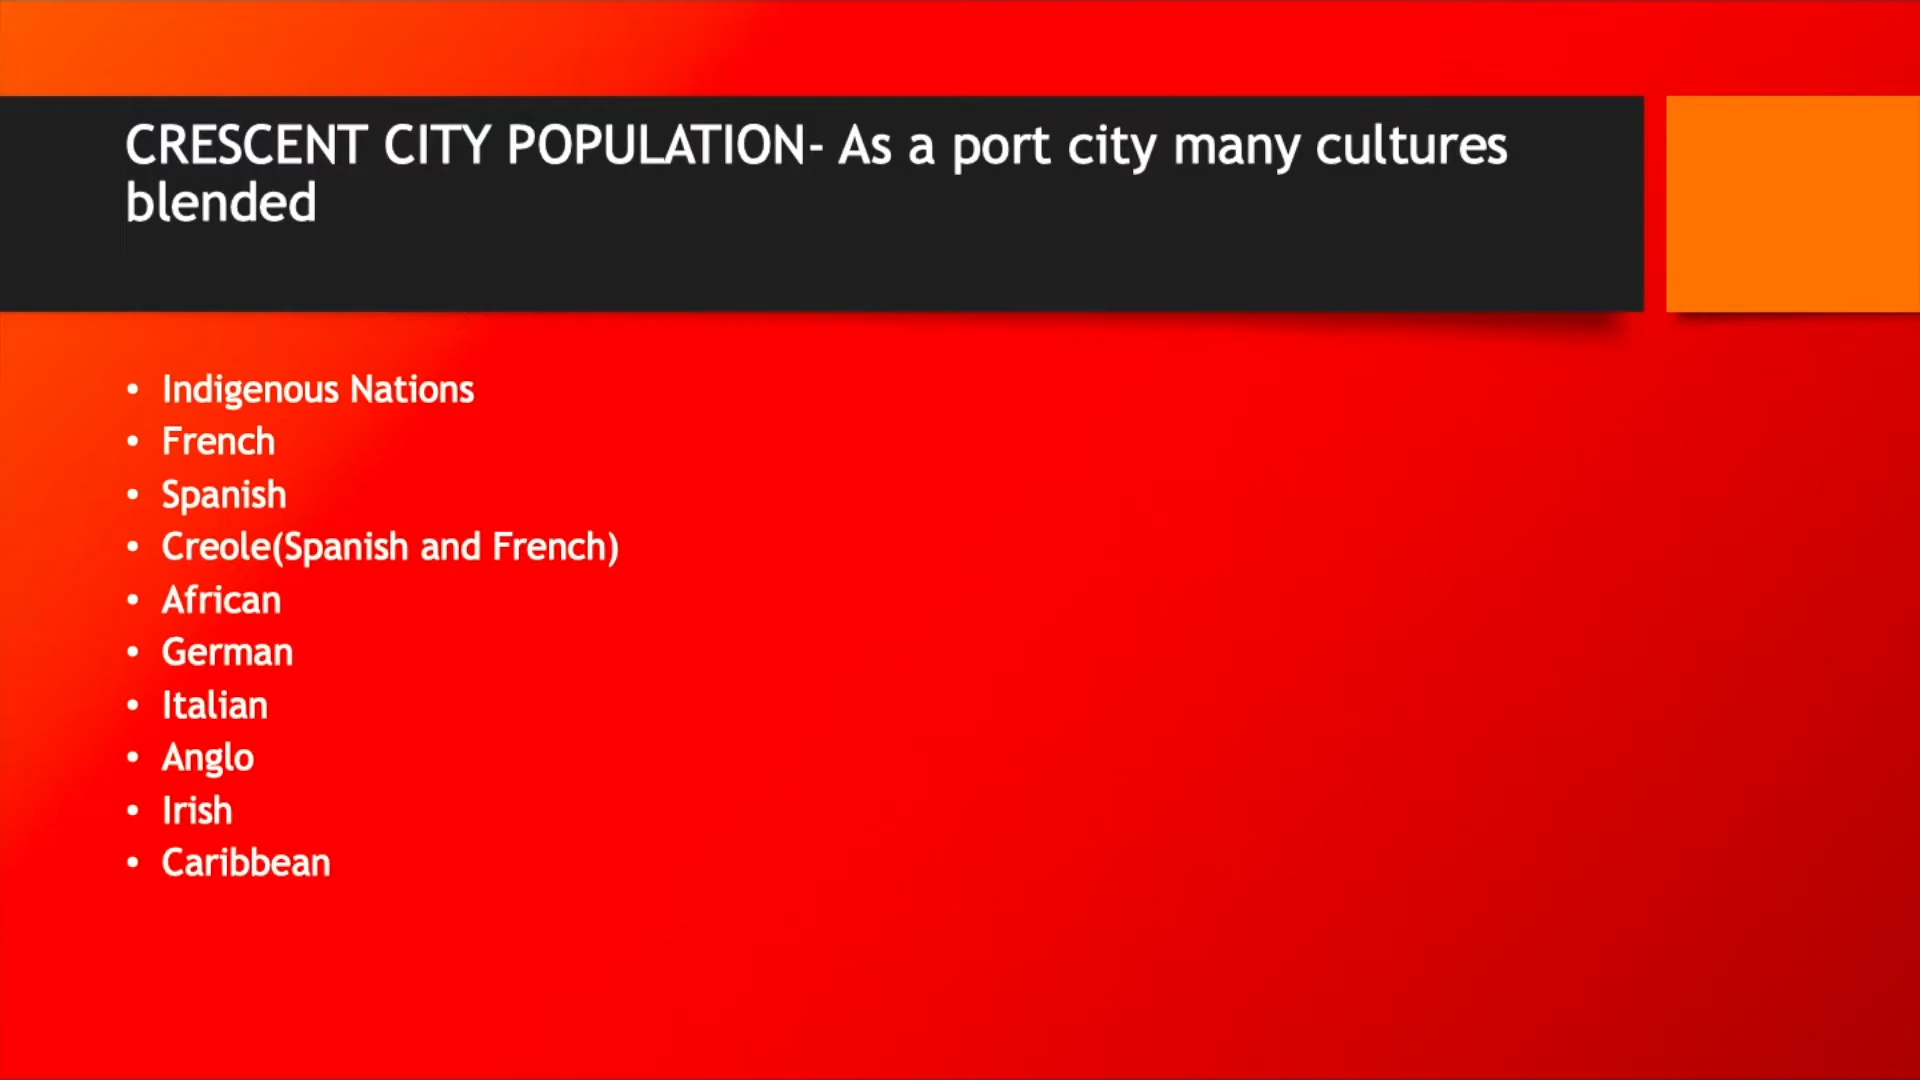 CRESCENT CITY POPULATION- As a port city many cultures
blended
• Indigenous Nations
• French
• Spanish
• Creole(Spanish and French)
• African
• German
• Italian
• Anglo
• Irish
• Caribbean